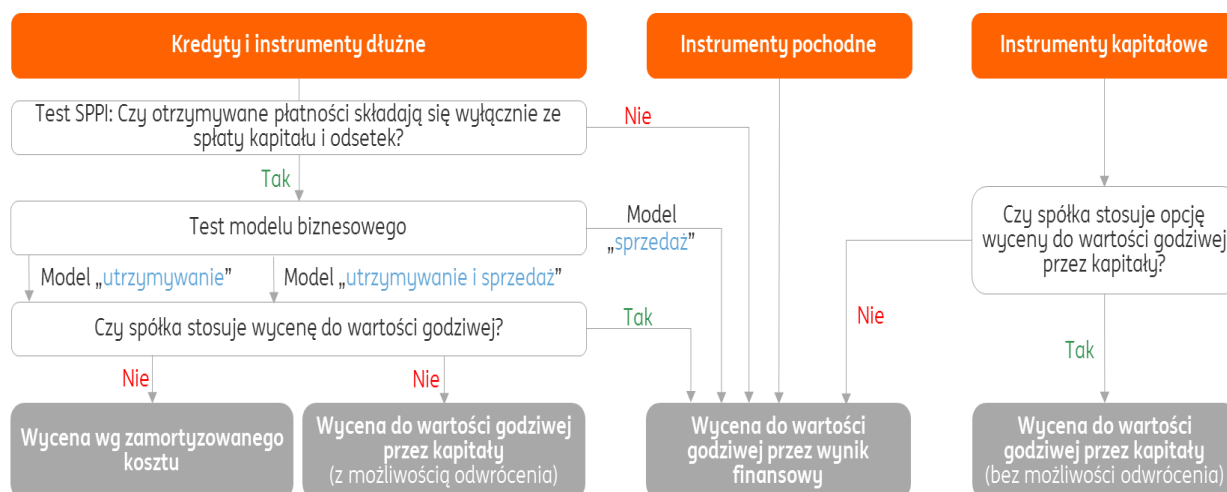 Kredyty i instrumenty dłużne
Instrumenty pochodne
Instrumenty kapitałowe
Test SPPI: Czy otrzymywane płatności składają się wyłącznie ze
spłaty kapitału i odsetek?
Nie
Tak
Test modelu biznesowego
Model
„sprzedaż”
Czy spółka stosuje opcję
wyceny do wartości godziwej
przez kapitały?
Model „utrzymywanie”
Model „utrzymywanie i sprzedaż”
Czy spółka stosuje wycenę do wartości godziwej?
Tak
Nie
Tak
Nie
Nie
Wycena wg zamortyzowanego
kosztu
Wycena do wartości godziwej
przez kapitały
(z możliwością odwrócenia)
Wycena do wartości
godziwej przez wynik
finansowy
Wycena do wartości
godziwej przez kapitały
(bez możliwości odwrócenia)